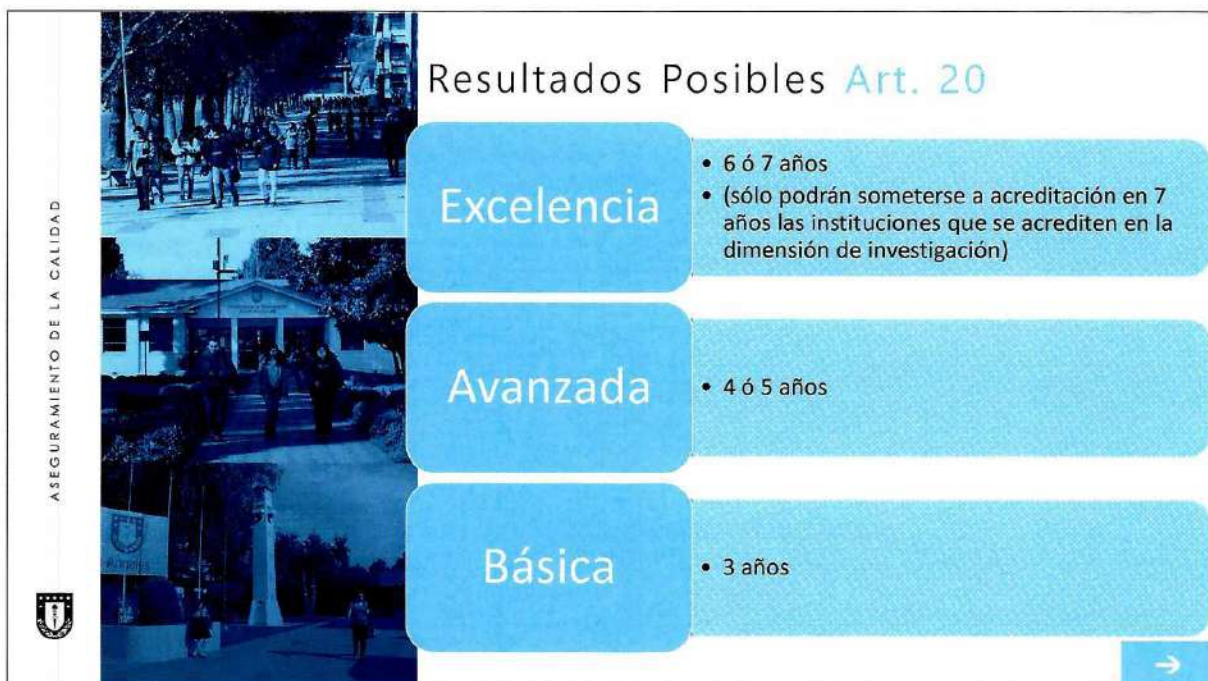 Resultados Posibles Art. 20
ASEGURAMIENTO DE LA CALIDAD
Excelencia
• 6 ó 7 años
• (sólo podrán someterse a acreditación en 7
años las instituciones que se acrediten en la
dimensión de investigación)
Avanzada
• 4 ó 5 años
Básica
• 3 años